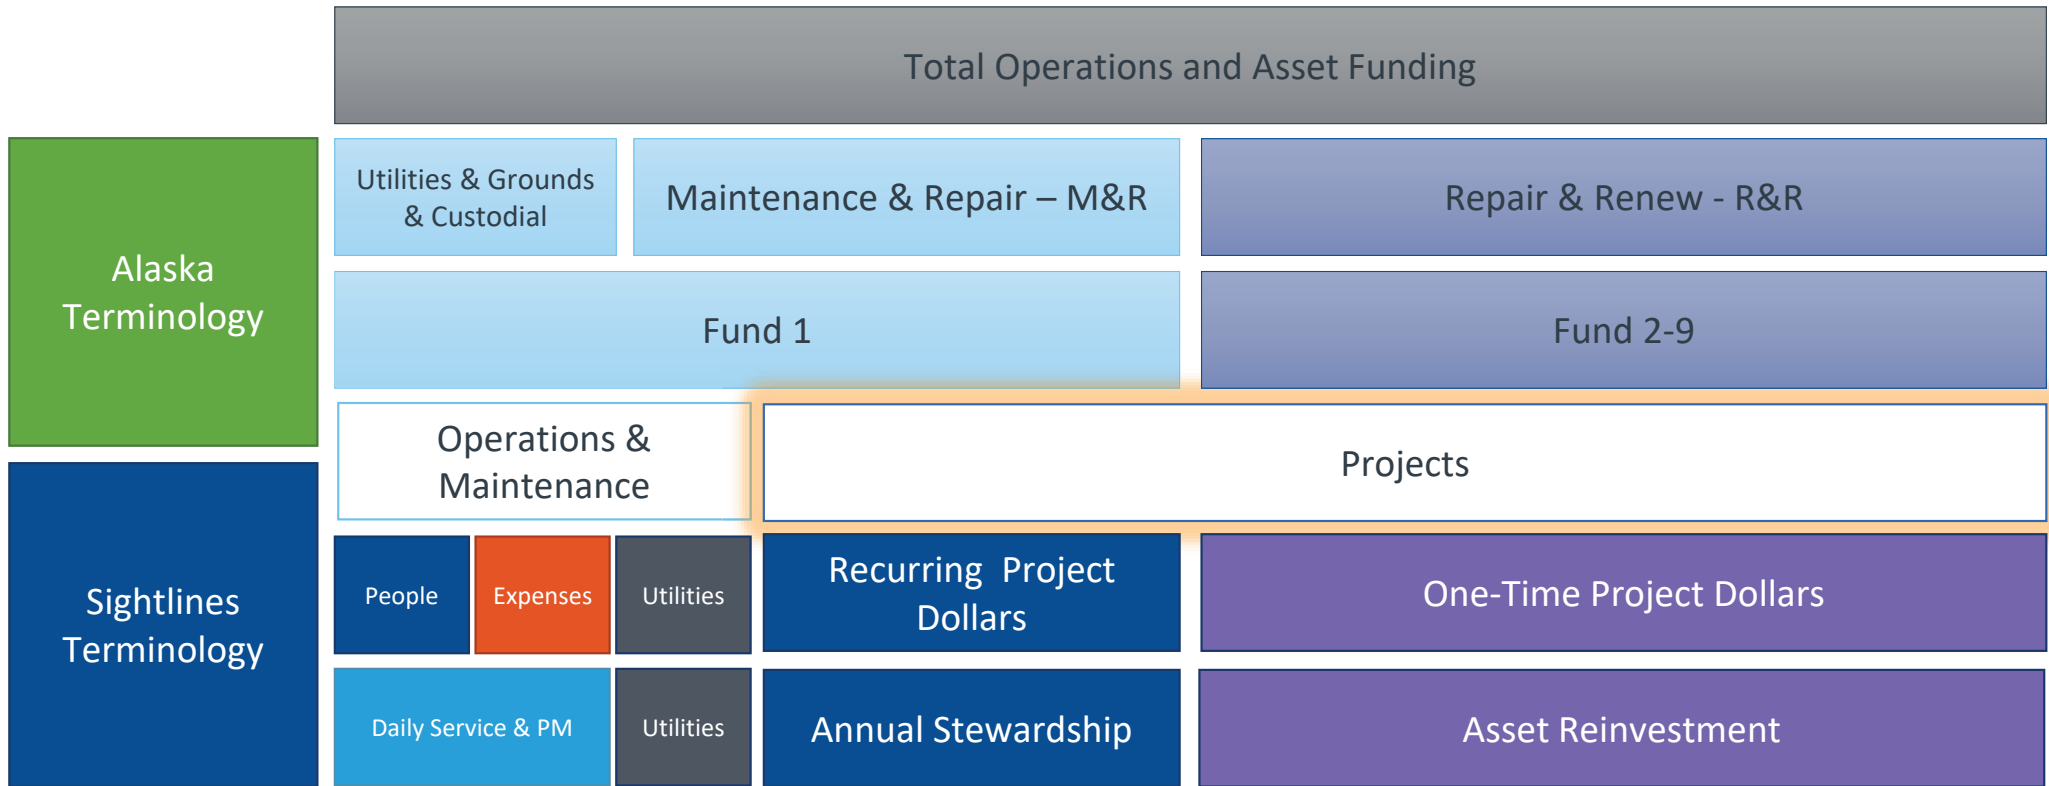 Total Operations and Asset Funding
Alaska
Terminology
Utilities & Grounds
& Custodial
Maintenance & Repair – M&R
Repair & Renew - R&R
Fund 1
Fund 2-9
Operations &
Maintenance
Projects
Sightlines
Terminology
People
Expenses
Utilities
Recurring Project
Dollars
One-Time Project Dollars
Daily Service & PM
Utilities
Annual Stewardship
Asset Reinvestment